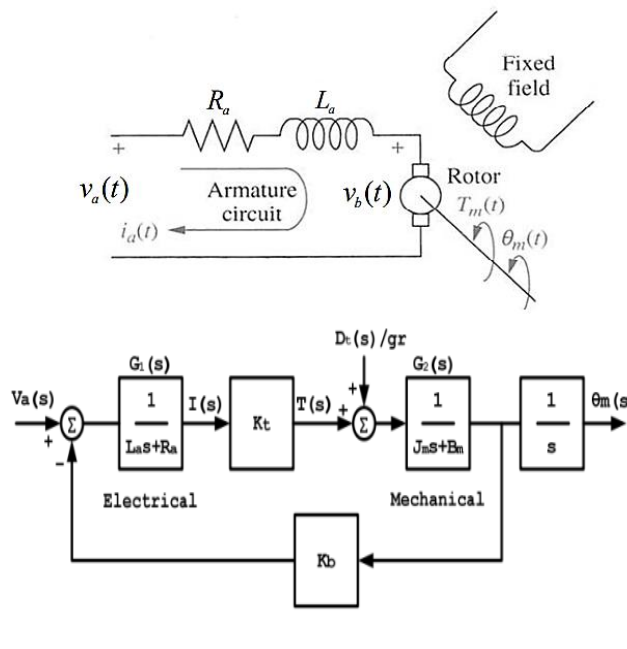 Fixed
field
Rₐ
Lₐ
+
+
vₐ(t)
Armature
circuit
v_b(t)
Rotor
Tₘ(t)
iₐ(t)
θₘ(t)
Dₜ(s)/gr
G₁(s)
G₂(s)
Va(s)
Σ
+
−
1
Lₐs+Rₐ
I(s)
Kt
T(s)
+
+
Σ
1
Jₘs+Bₘ
1
s
θm(s
Electrical
Mechanical
Kb